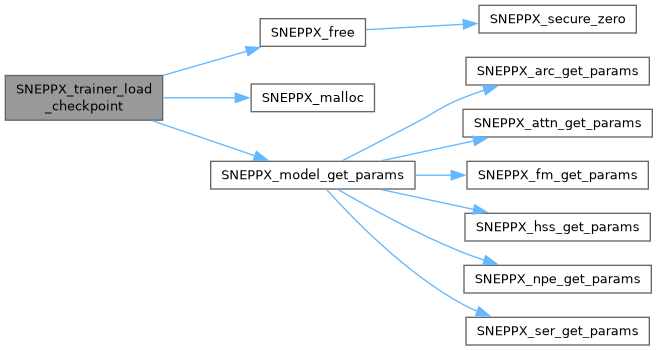 SNEPPX_trainer_load
_checkpoint
SNEPPX_free
SNEPPX_secure_zero
SNEPPX_malloc
SNEPPX_model_get_params
SNEPPX_arc_get_params
SNEPPX_attn_get_params
SNEPPX_fm_get_params
SNEPPX_hss_get_params
SNEPPX_npe_get_params
SNEPPX_ser_get_params